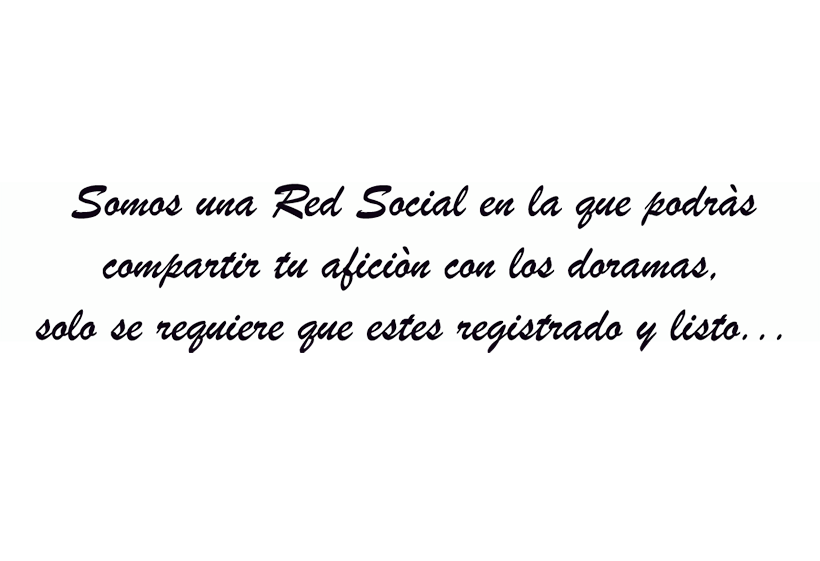 Somos una Red Social en la que podràs
compartir tu aficiòn con los doramas,
solo se requiere que estes registrado y listo...